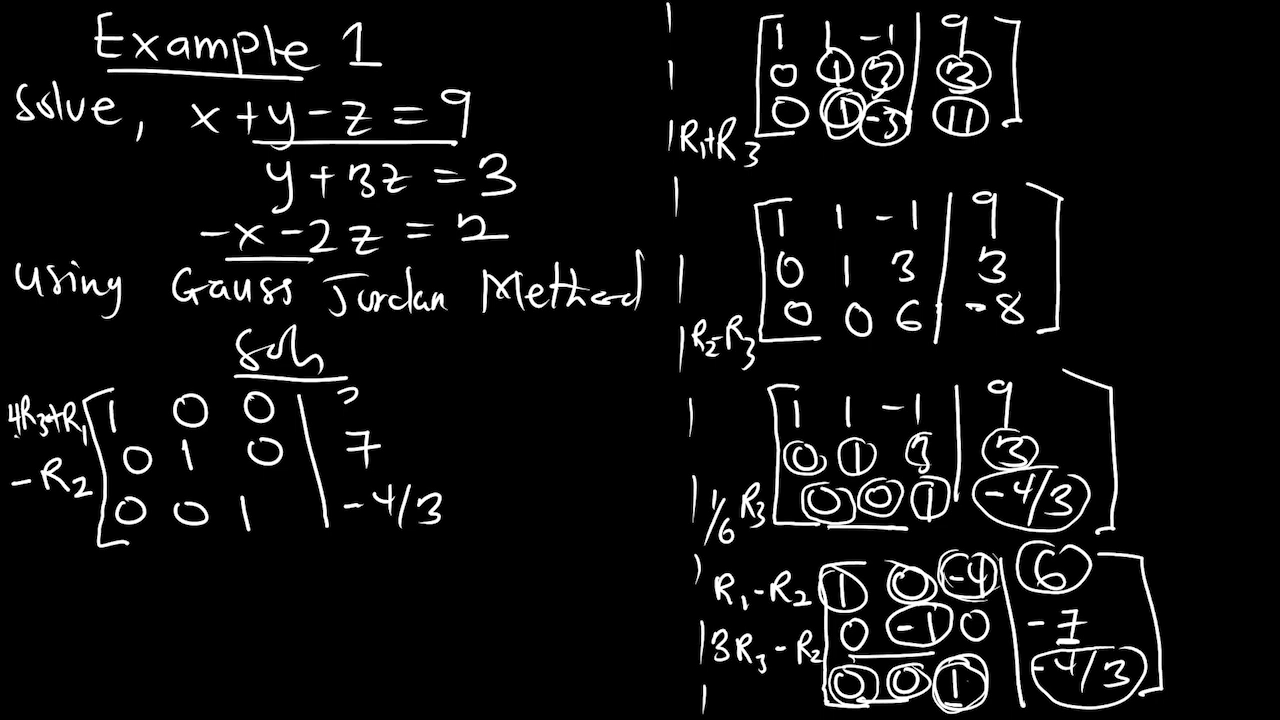 Example 1
Solve, x + y - z = 9
y + 3z = 3
-x - 2z = 2
Using Gauss Jordan Method
Soln
4R3+R1 1 0 0 | 
-R2 0 1 0 | 7
0 0 1 | -4/3
1 1 -1 | 9
0 1 3 | 3
R1+R3 0 1 -3 | 11
1 1 -1 | 9
0 1 3 | 3
R2-R3 0 0 6 | -8
1 1 -1 | 9
0 1 3 | 3
1/6 R3 0 0 1 | -4/3
R1-R2 1 0 -4 | 6
3R3-R2 0 -1 0 | -7
0 0 1 | -4/3